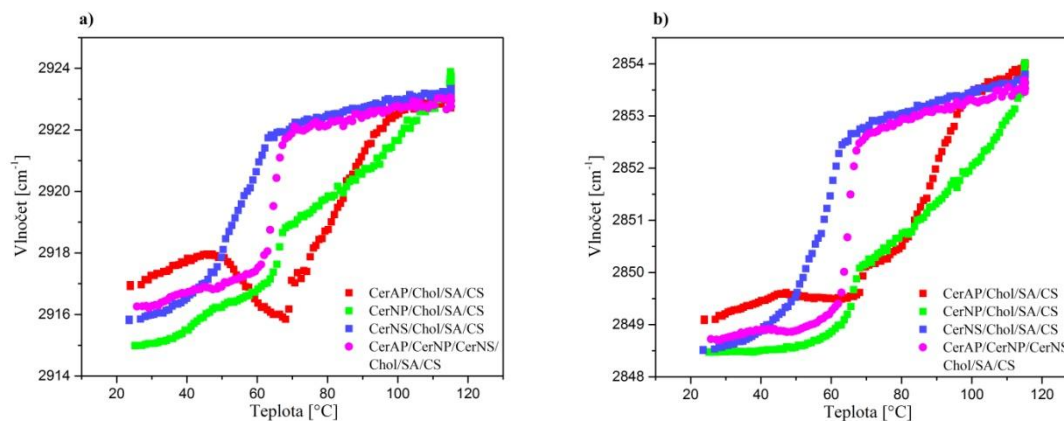 a)
Vlnočet [cm⁻¹]
2924
2922
2920
2918
2916
2914
20 40 60 80 100 120
Teplota [°C]
CerAP/Chol/SA/CS
CerNP/Chol/SA/CS
CerNS/Chol/SA/CS
CerAP/CerNP/CerNS/
Chol/SA/CS
b)
Vlnočet [cm⁻¹]
2854
2853
2852
2851
2850
2849
2848
20 40 60 80 100 120
Teplota [°C]
CerAP/Chol/SA/CS
CerNP/Chol/SA/CS
CerNS/Chol/SA/CS
CerAP/CerNP/CerNS/
Chol/SA/CS